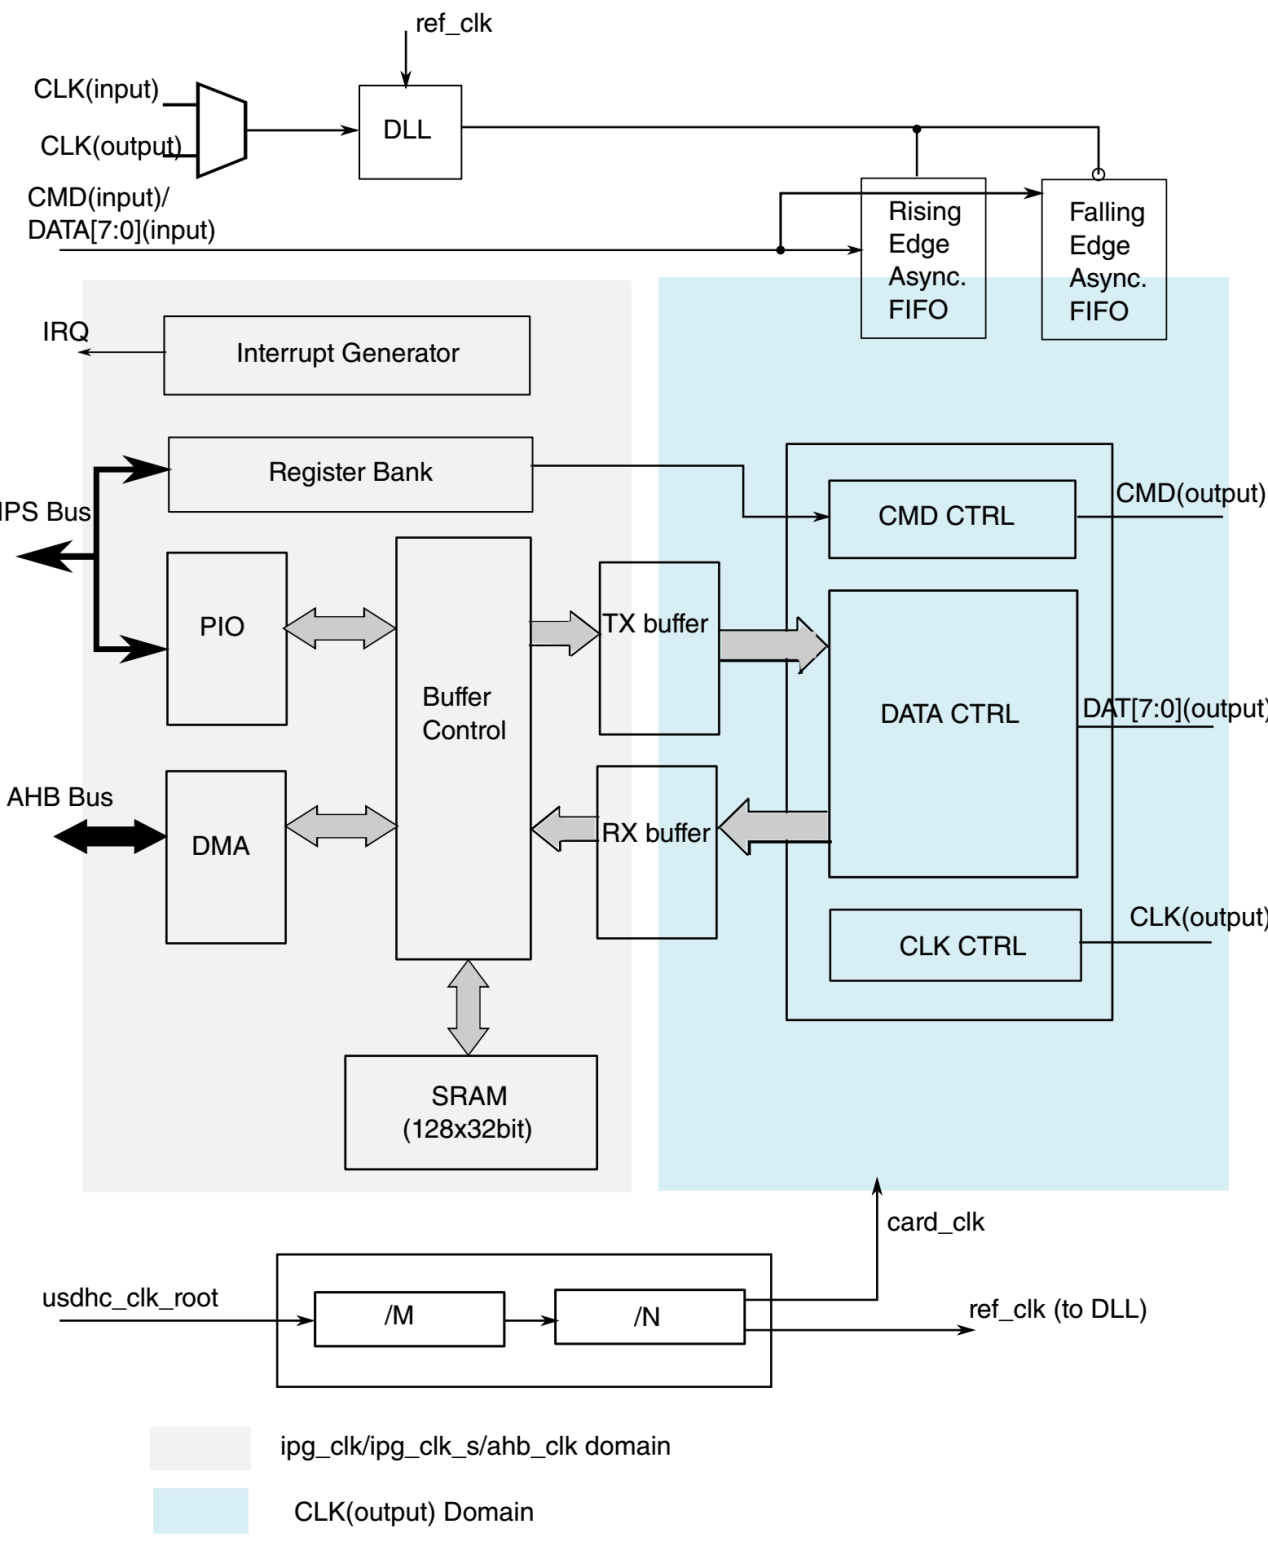 ref_clk
CLK(input)
DLL
CLK(output)
CMD(input)/
DATA[7:0](input)
Rising
Edge
Async.
FIFO
Falling
Edge
Async.
FIFO
IRQ
Interrupt Generator
Register Bank
IPS Bus
CMD CTRL
CMD(output)
PIO
TX buffer
Buffer
Control
DATA CTRL
DAT[7:0](output)
AHB Bus
DMA
RX buffer
CLK(output)
CLK CTRL
SRAM
(128x32bit)
card_clk
usdhc_clk_root
/M
/N
ref_clk (to DLL)
ipg_clk/ipg_clk_s/ahb_clk domain
CLK(output) Domain